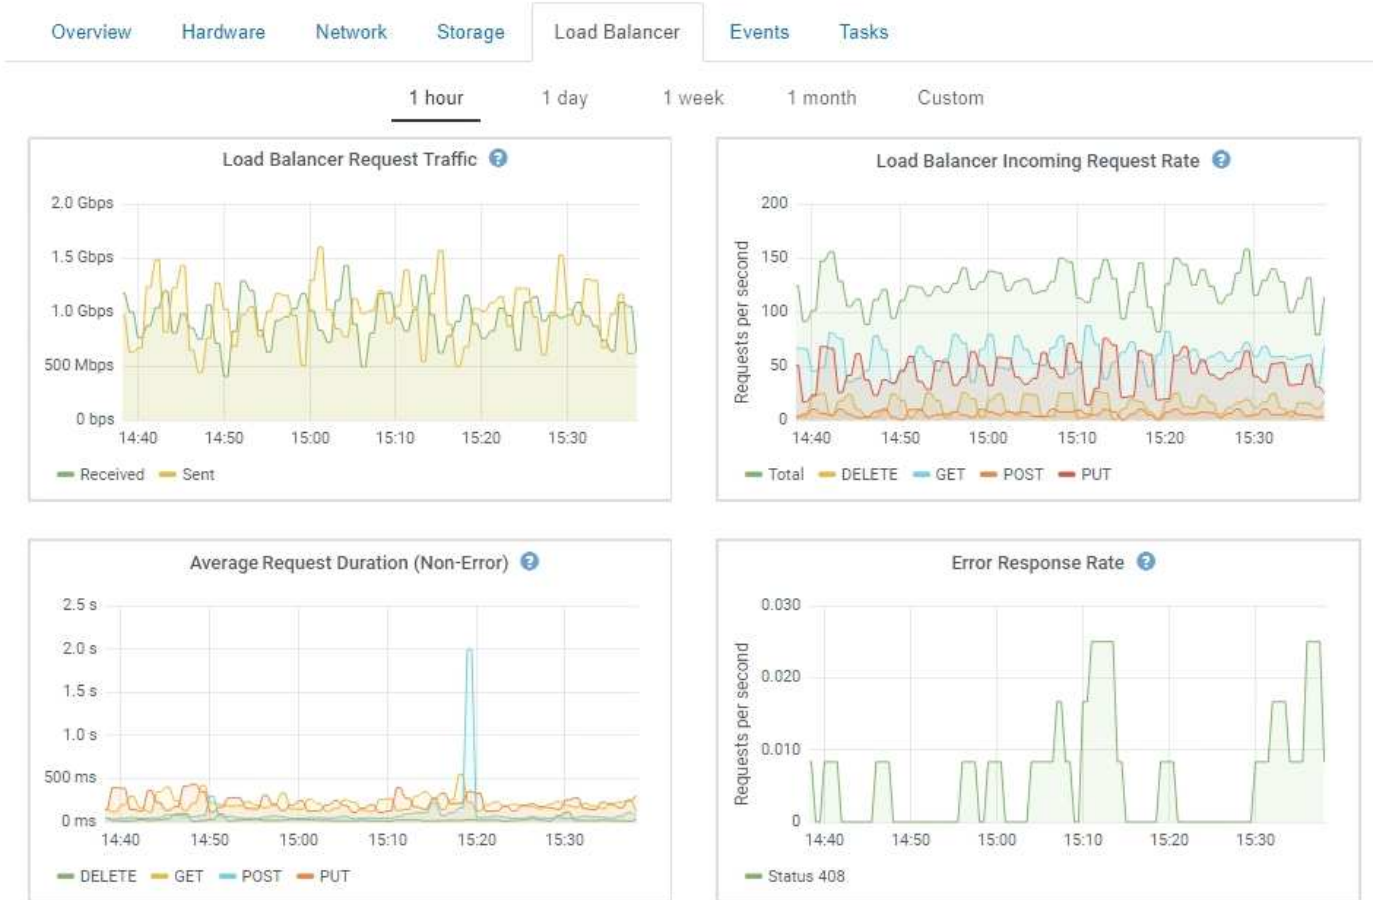 Overview Hardware Network Storage Load Balancer Events Tasks
1 hour 1 day 1 week 1 month Custom
Load Balancer Request Traffic ?
2.0 Gbps
1.5 Gbps
1.0 Gbps
500 Mbps
0 bps
14:40 14:50 15:00 15:10 15:20 15:30
Received Sent
Load Balancer Incoming Request Rate ?
Requests per second
200
150
100
50
0
14:40 14:50 15:00 15:10 15:20 15:30
Total DELETE GET POST PUT
Average Request Duration (Non-Error) ?
2.5 s
2.0 s
1.5 s
1.0 s
500 ms
0 ms
14:40 14:50 15:00 15:10 15:20 15:30
DELETE GET POST PUT
Error Response Rate ?
Requests per second
0.030
0.020
0.010
0
14:40 14:50 15:00 15:10 15:20 15:30
Status 408